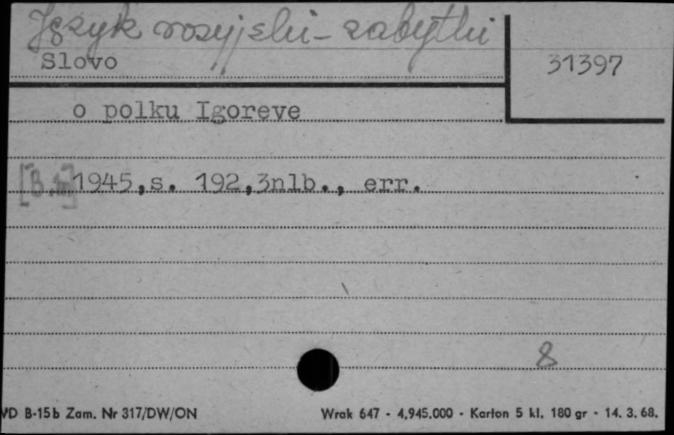 Język rosyjski - zabytki
Slovo
31397
o polku Igoreve
[B.m] 1945,s. 192,3nlb., err.
8
VD B-15b Zam. Nr 317/DW/ON
Wrak 647 - 4,945.000 - Karton 5 kl. 180 gr - 14. 3. 68.